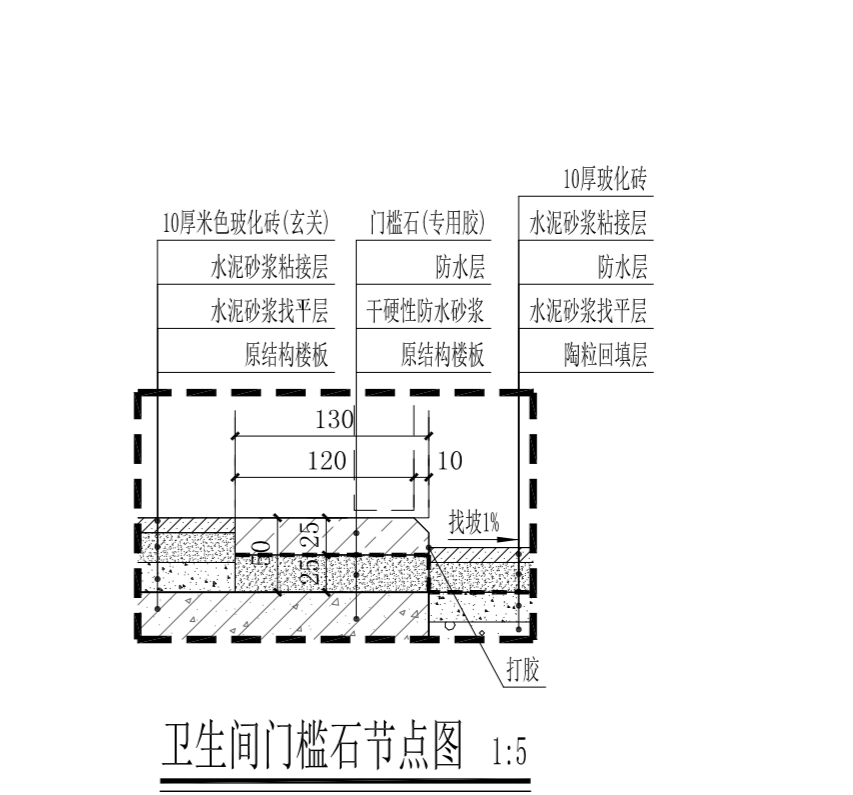 10厚米色玻化砖(玄关)
水泥砂浆粘接层
水泥砂浆找平层
原结构楼板
门槛石(专用胶)
防水层
干硬性防水砂浆
原结构楼板
10厚玻化砖
水泥砂浆粘接层
防水层
水泥砂浆找平层
陶粒回填层
130
120
10
50
25
25
找坡1%
打胶
卫生间门槛石节点图 1:5